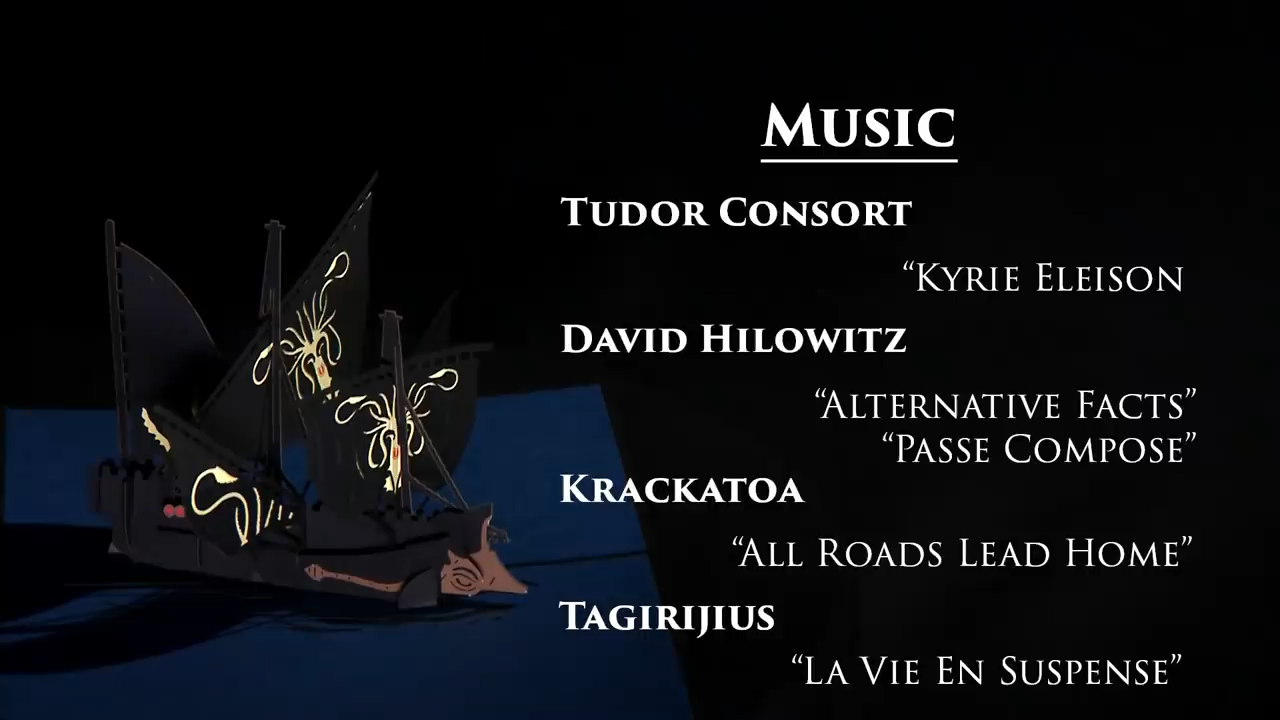 Music
Tudor Consort
“Kyrie Eleison
David Hilowitz
“Alternative Facts”
“Passe Compose”
Krackatoa
“All Roads Lead Home”
Tagirijius
“La Vie En Suspense”